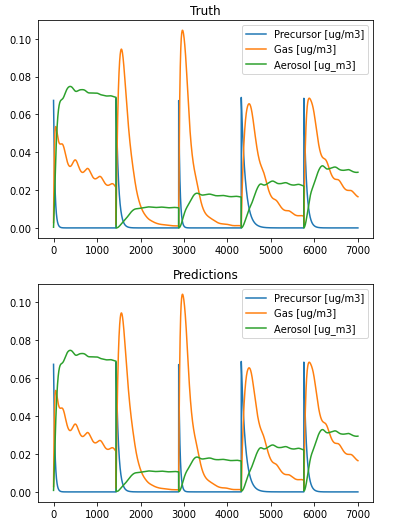 Truth
0.10
0.08
0.06
0.04
0.02
0.00
Precursor [ug/m3]
Gas [ug/m3]
Aerosol [ug_m3]
0 1000 2000 3000 4000 5000 6000 7000
Predictions
0.10
0.08
0.06
0.04
0.02
0.00
Precursor [ug/m3]
Gas [ug/m3]
Aerosol [ug_m3]
0 1000 2000 3000 4000 5000 6000 7000